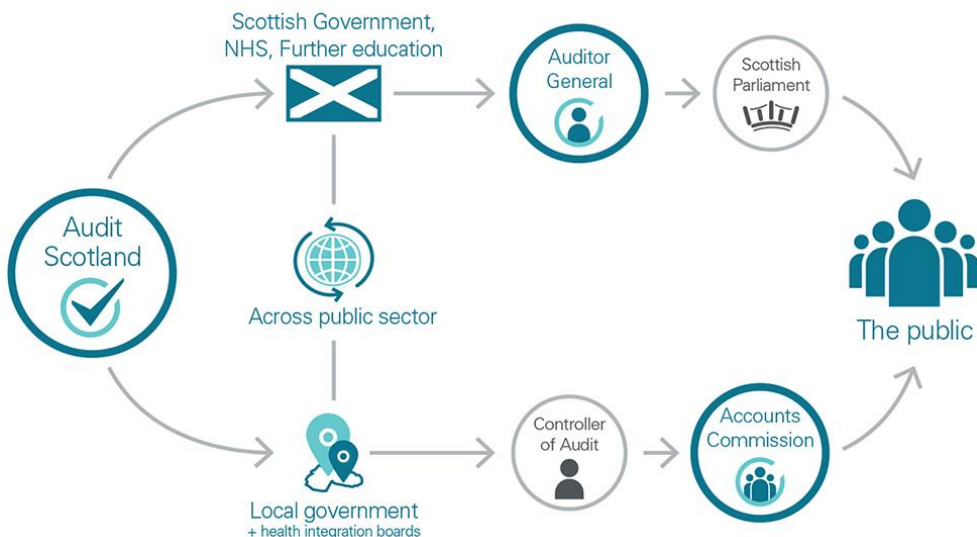 Scottish Government,
NHS, Further education
Auditor
General
Scottish
Parliament
Audit
Scotland
Across public sector
The public
Local government
+ health integration boards
Controller
of Audit
Accounts
Commission